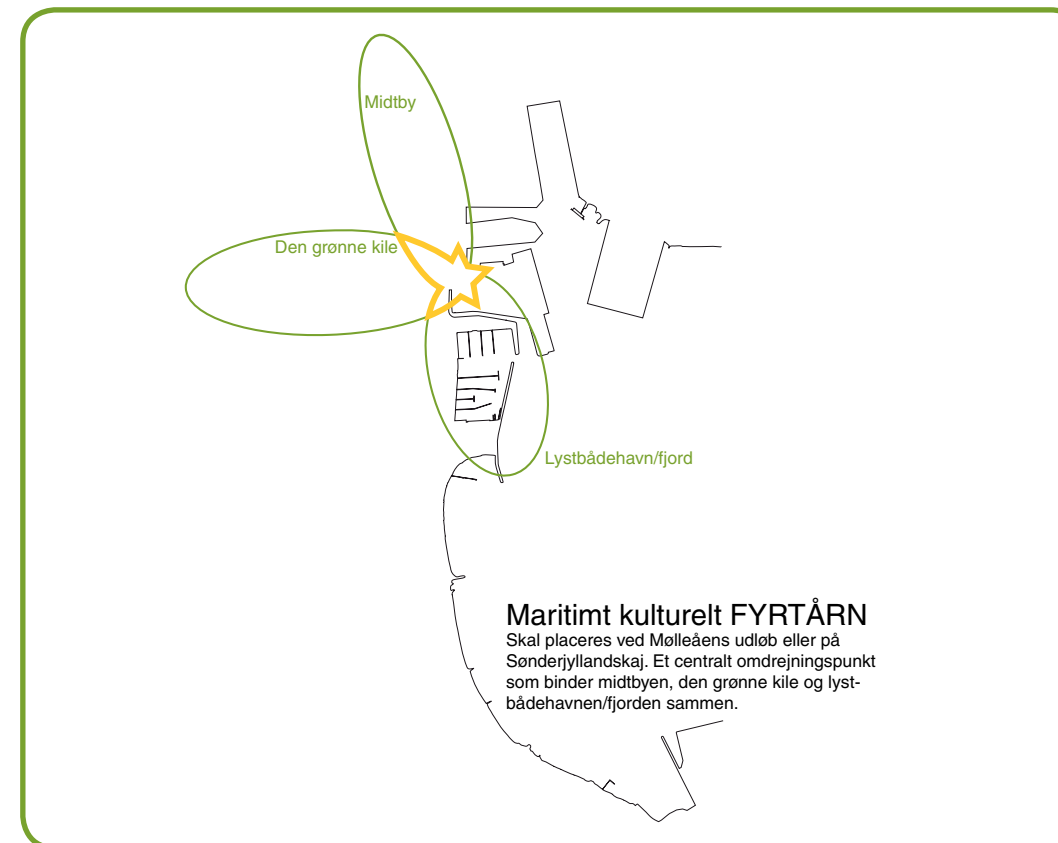 Midtby
Den grønne kile
Lystbådehavn/fjord
Maritimt kulturelt FYRTÅRN
Skal placeres ved Mølleåens udløb eller på
Sønderjyllandskaj. Et centralt omdrejningspunkt
som binder midtbyen, den grønne kile og lyst-
bådehavnen/fjorden sammen.